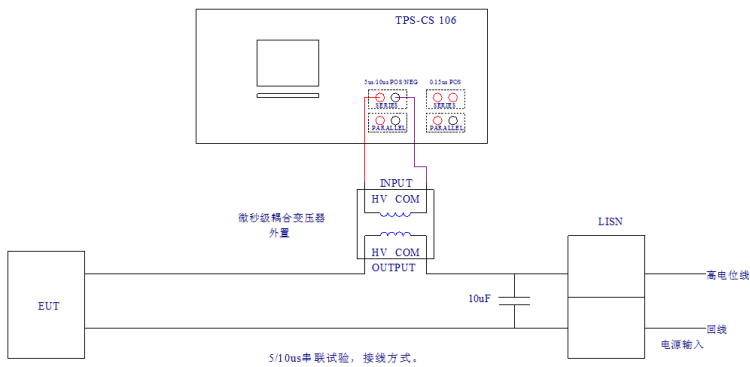 TPS-CS 106
5us/10us POS/NEG
0.15us POS
SERIES
SERIES
PARALLEL
PARALLEL
INPUT
HV COM
微秒级耦合变压器
外置
HV COM
OUTPUT
LISN
EUT
10uF
高电位线
回线
电源输入
5/10us串联试验，接线方式。